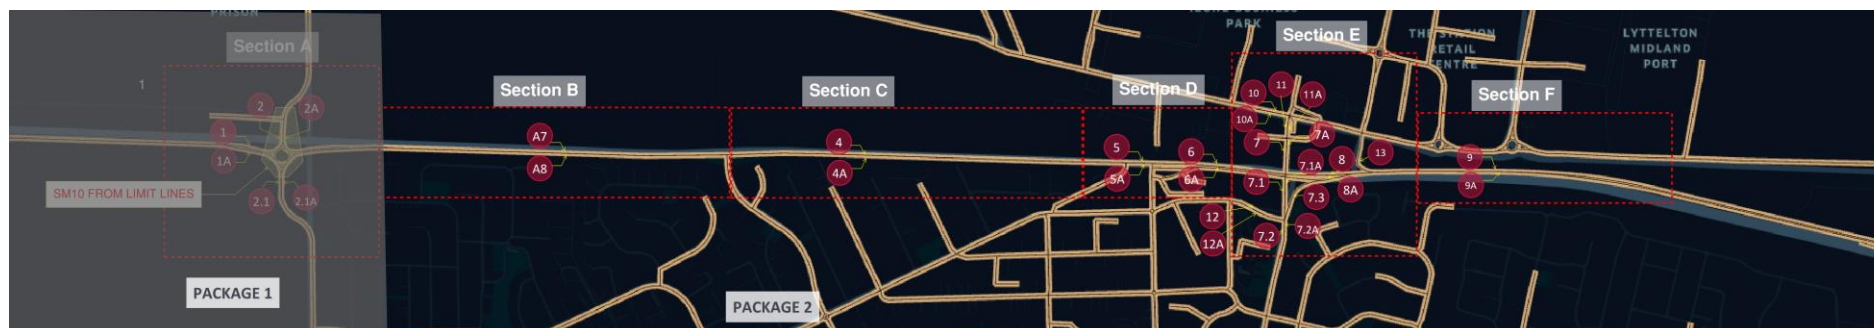 PRISON
Section A
1
2
2A
1
1A
SM10 FROM LIMIT LINES
2.1
2.1A
PACKAGE 1
Section B
A7
A8
Section C
4
4A
PACKAGE 2
Section D
5
5A
6
6A
PARK
Section E
10
11
11A
10A
7
7A
7.1A
8
13
7.1
8A
7.3
12
12A
7.2
7.2A
RETAIL
Section F
9
9A
LYTTELTON
MIDLAND
PORT